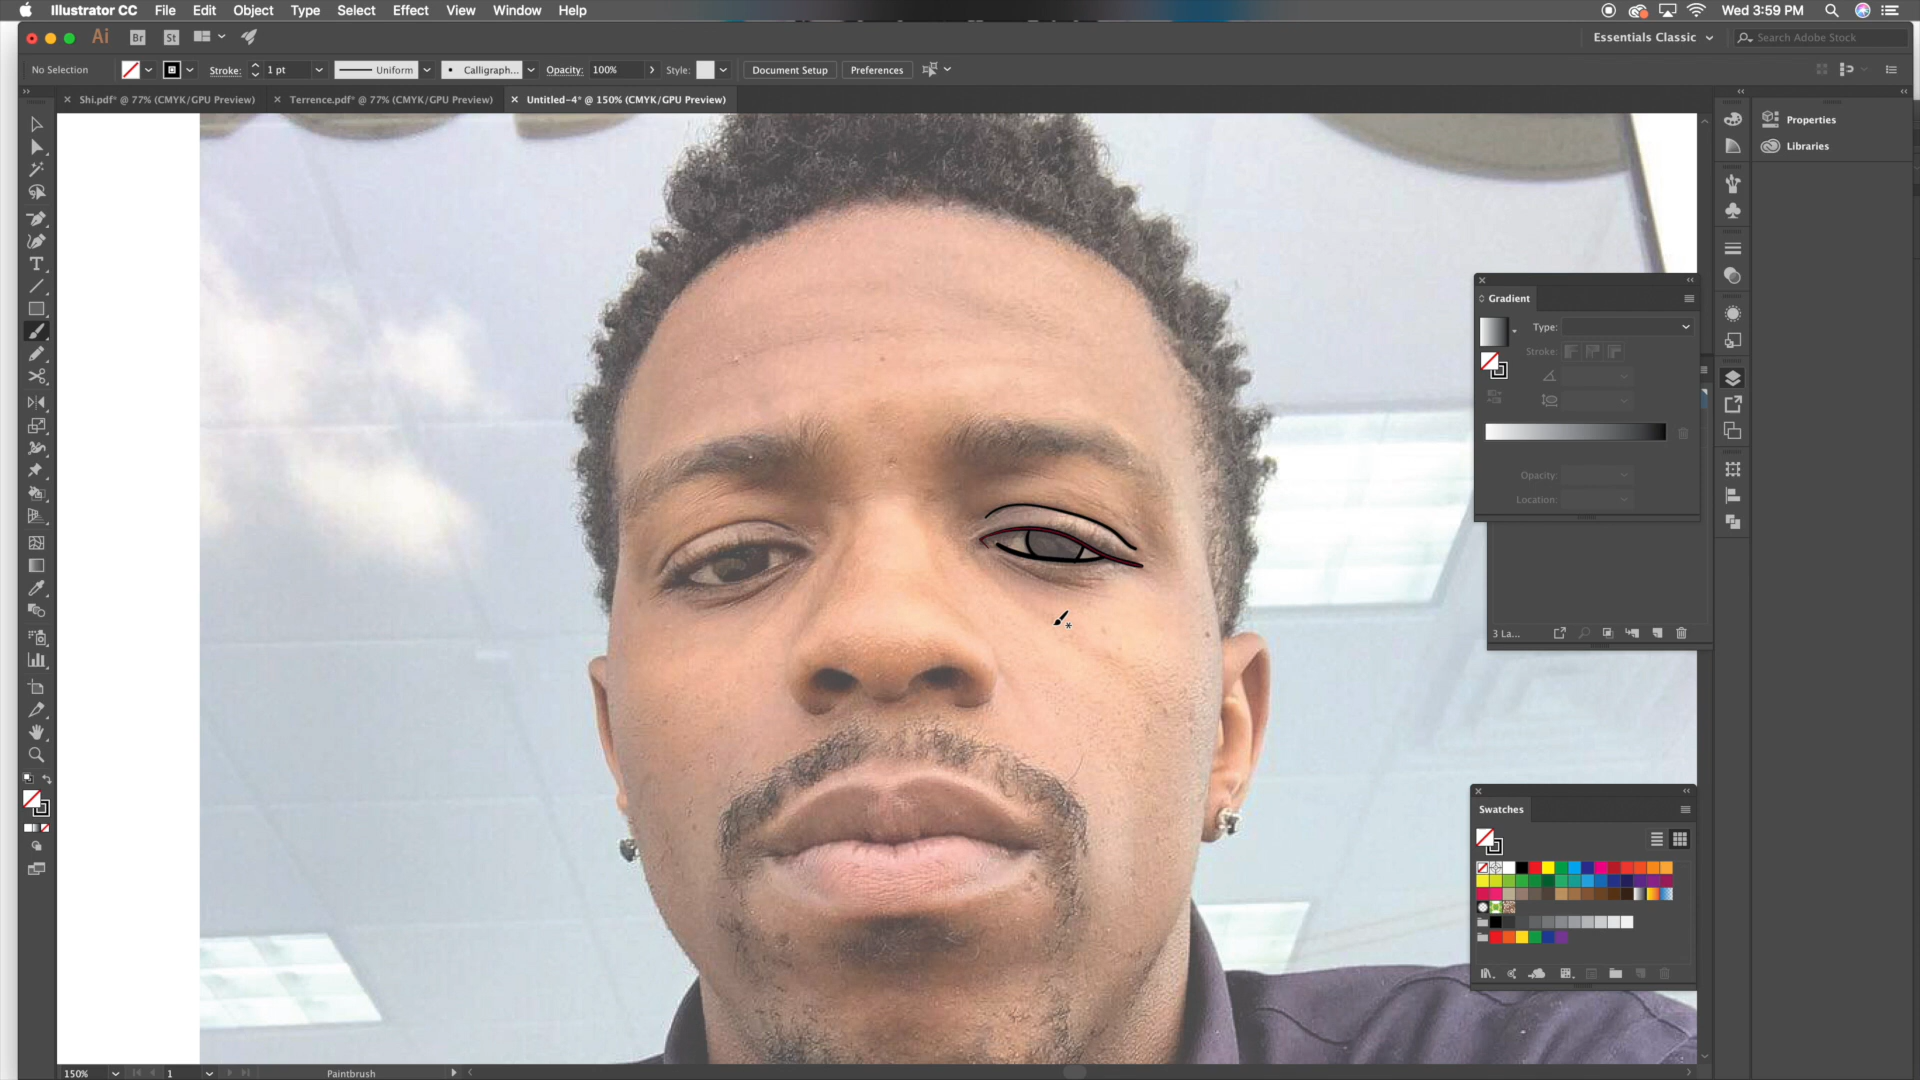 Illustrator CC File Edit Object Type Select Effect View Window Help Wed 3:59 PM
Ai Br St Essentials Classic Search Adobe Stock
No Selection Stroke: 1 pt Uniform Calligraph... Opacity: 100% Style: Document Setup Preferences
Shi.pdf* @ 77% (CMYK/GPU Preview) Terrence.pdf* @ 77% (CMYK/GPU Preview) Untitled-4* @ 150% (CMYK/GPU Preview)
Properties
Libraries
Gradient
Type:
Stroke:
Opacity:
Location:
3 La...
Swatches
150% 1 Paintbrush